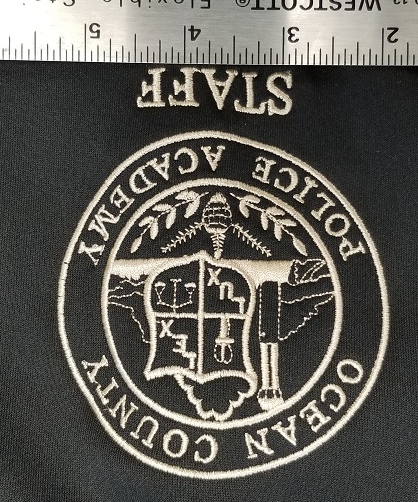 OCEAN COUNTY
POLICE ACADEMY
STAFF
2 3 4 5
WESTCOTT® Flexible